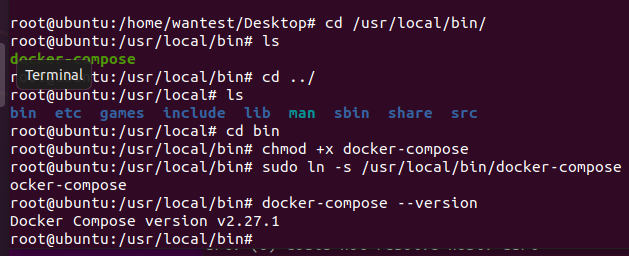 root@ubuntu:/home/wantest/Desktop# cd /usr/local/bin/
root@ubuntu:/usr/local/bin# ls
docker-compose
Terminal
/usr/local/bin# cd ../
root@ubuntu:/usr/local# ls
bin etc games include lib man sbin share src
root@ubuntu:/usr/local# cd bin
root@ubuntu:/usr/local/bin# chmod +x docker-compose
root@ubuntu:/usr/local/bin# sudo ln -s /usr/local/bin/docker-compose
ocker-compose
root@ubuntu:/usr/local/bin# docker-compose --version
Docker Compose version v2.27.1
root@ubuntu:/usr/local/bin#